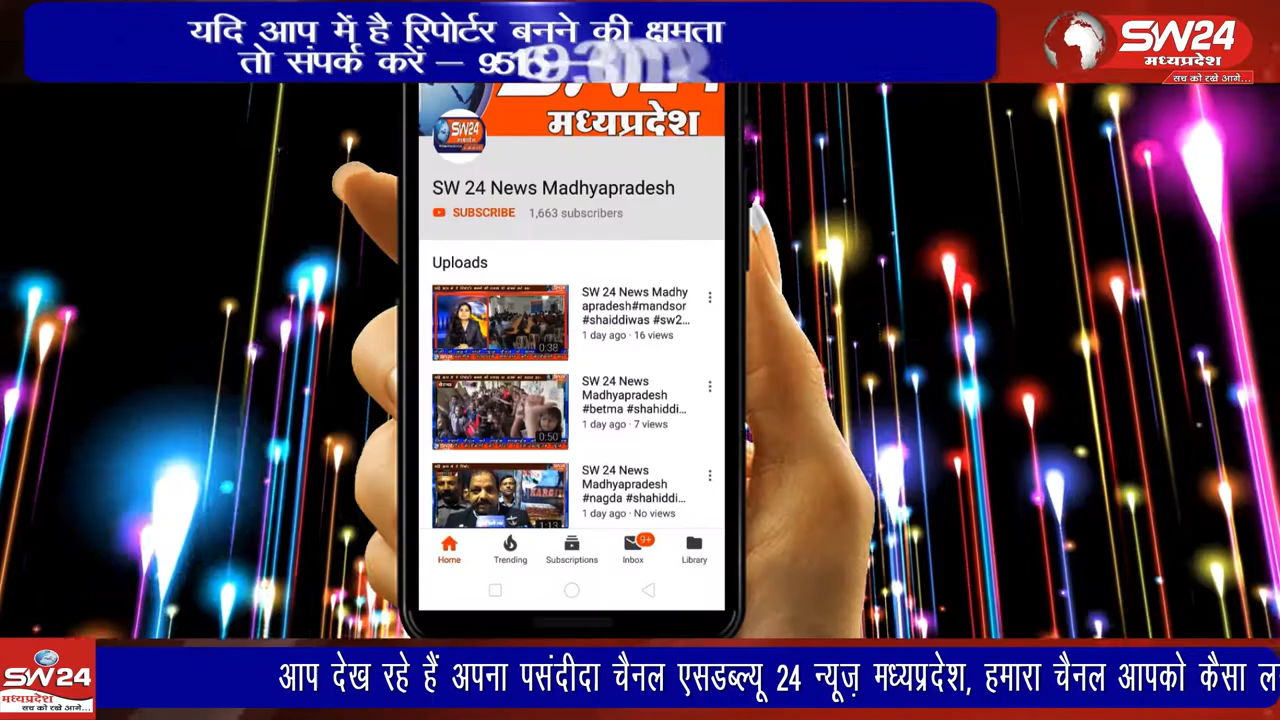 यदि आप में है रिपोर्टर बनने की क्षमता
तो संपर्क करें –
SW24
मध्यप्रदेश
सच को रखे आगे...
मध्यप्रदेश
SW24
SW 24 News Madhyapradesh
SUBSCRIBE 1,663 subscribers
Uploads
SW 24 News Madhy
apradesh#mandsor
#shaiddiwas #sw2...
1 day ago · 16 views
0:38
SW 24 News
Madhyapradesh
#betma #shahiddi...
1 day ago · 7 views
0:50
SW 24 News
Madhyapradesh
#nagda #shahiddi...
1 day ago · No views
1:13
9+
Home Trending Subscriptions Inbox Library
SW24
मध्यप्रदेश
सच को रखे आगे...
आप देख रहे हैं अपना पसंदीदा चैनल एसडब्ल्यू 24 न्यूज़ मध्यप्रदेश, हमारा चैनल आपको कैसा ल